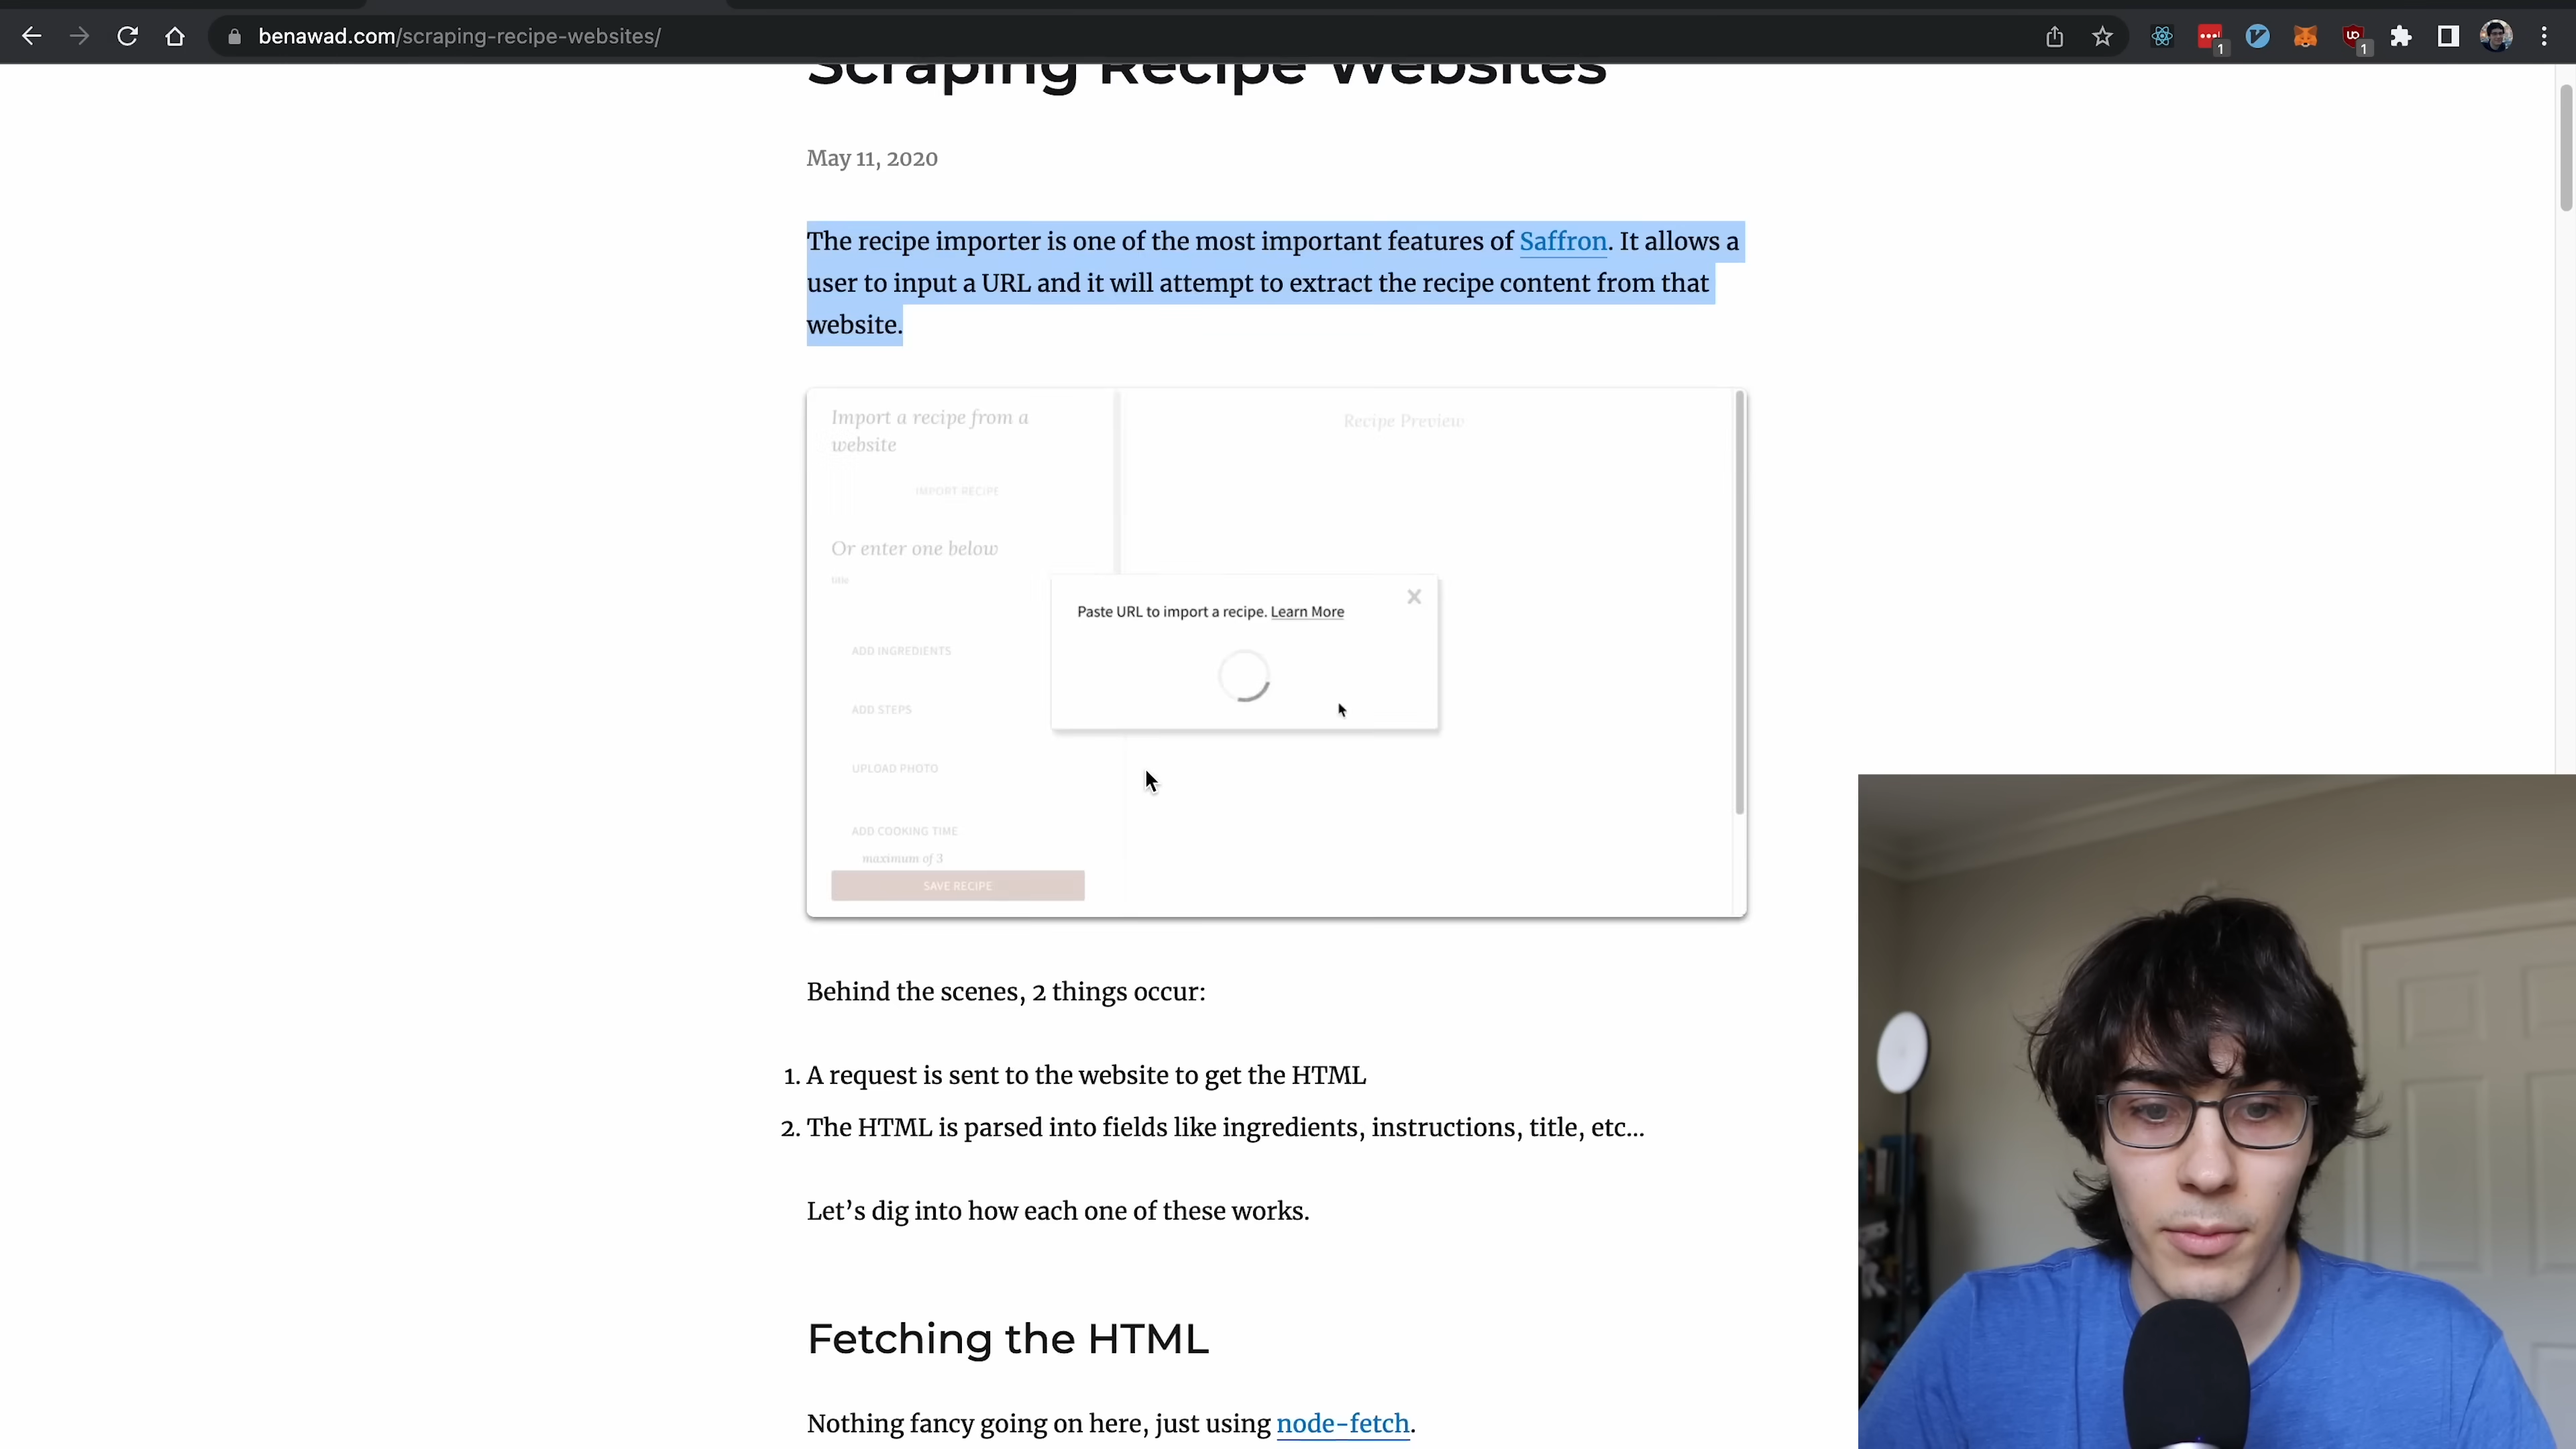 benawad.com/scraping-recipe-websites/
1
1
Scraping Recipe Websites
May 11, 2020
The recipe importer is one of the most important features of Saffron. It allows a
user to input a URL and it will attempt to extract the recipe content from that
website.
Import a recipe from a
website
Recipe Preview
IMPORT RECIPE
Or enter one below
title
Paste URL to import a recipe. Learn More
ADD INGREDIENTS
ADD STEPS
UPLOAD PHOTO
ADD COOKING TIME
maximum of 3
SAVE RECIPE
Behind the scenes, 2 things occur:
1. A request is sent to the website to get the HTML
2. The HTML is parsed into fields like ingredients, instructions, title, etc…
Let’s dig into how each one of these works.
Fetching the HTML
Nothing fancy going on here, just using node-fetch.